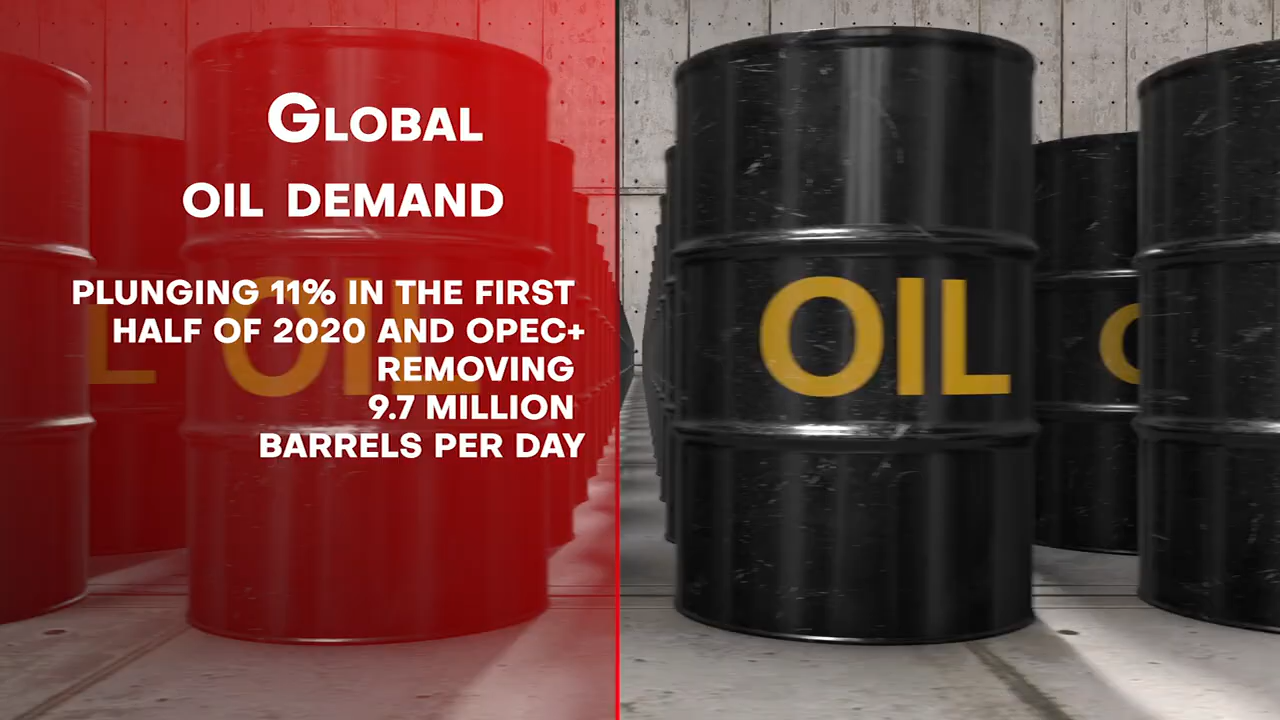 GLOBAL
OIL DEMAND
PLUNGING 11% IN THE FIRST
HALF OF 2020 AND OPEC+
REMOVING
9.7 MILLION
BARRELS PER DAY
L
OIL
OIL
O